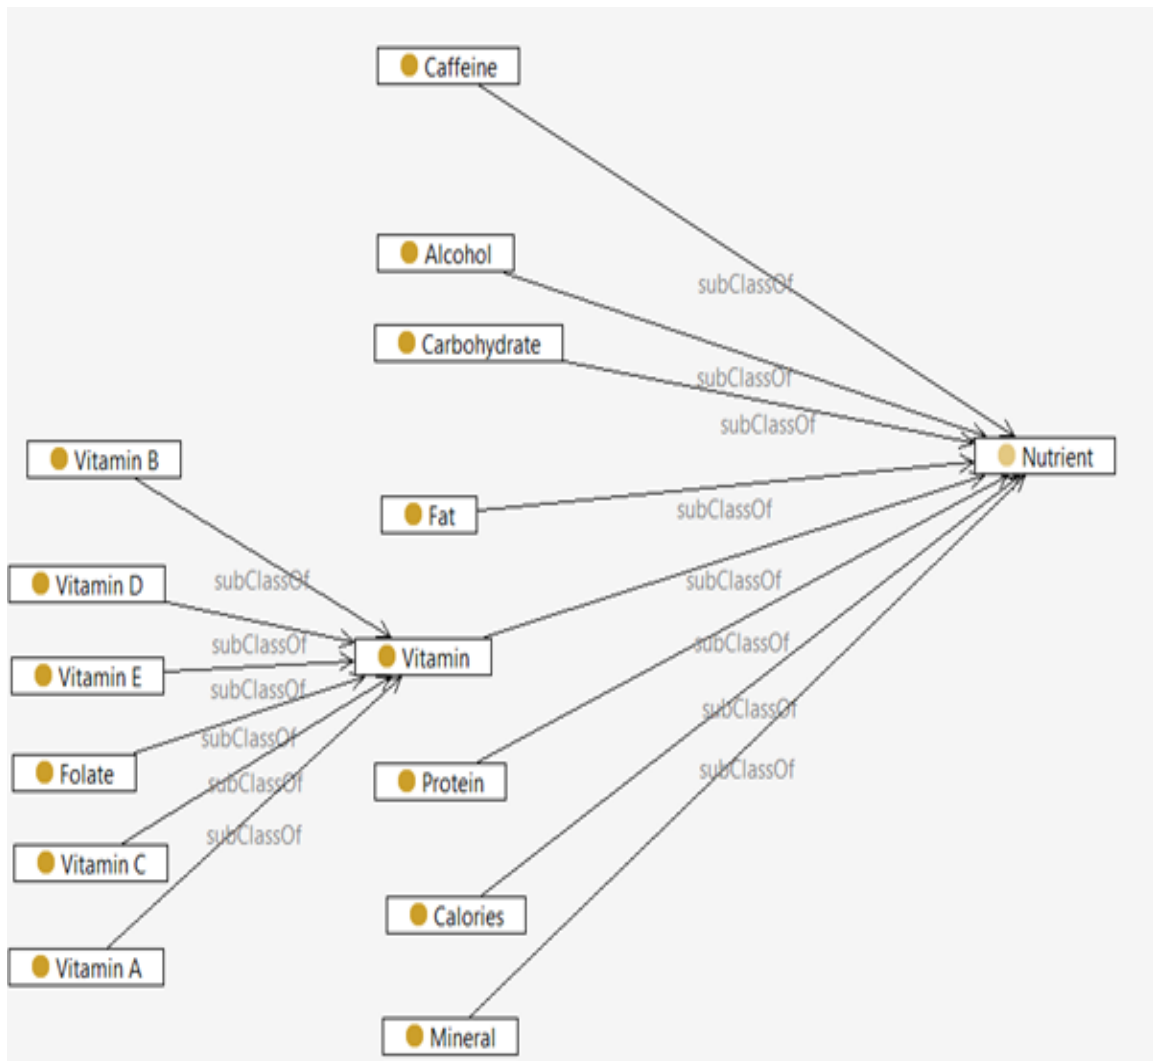 Caffeine
Alcohol
subClassOf
Carbohydrate
subClassOf
subClassOf
Vitamin B
Nutrient
Fat
subClassOf
Vitamin D
subClassOf
subClassOf
subClassOf
subClassOf
Vitamin
Vitamin E
subClassOf
subClassOf
subClassOf
Folate
subClassOf
subClassOf
Protein
subClassOf
Vitamin C
Calories
Vitamin A
Mineral